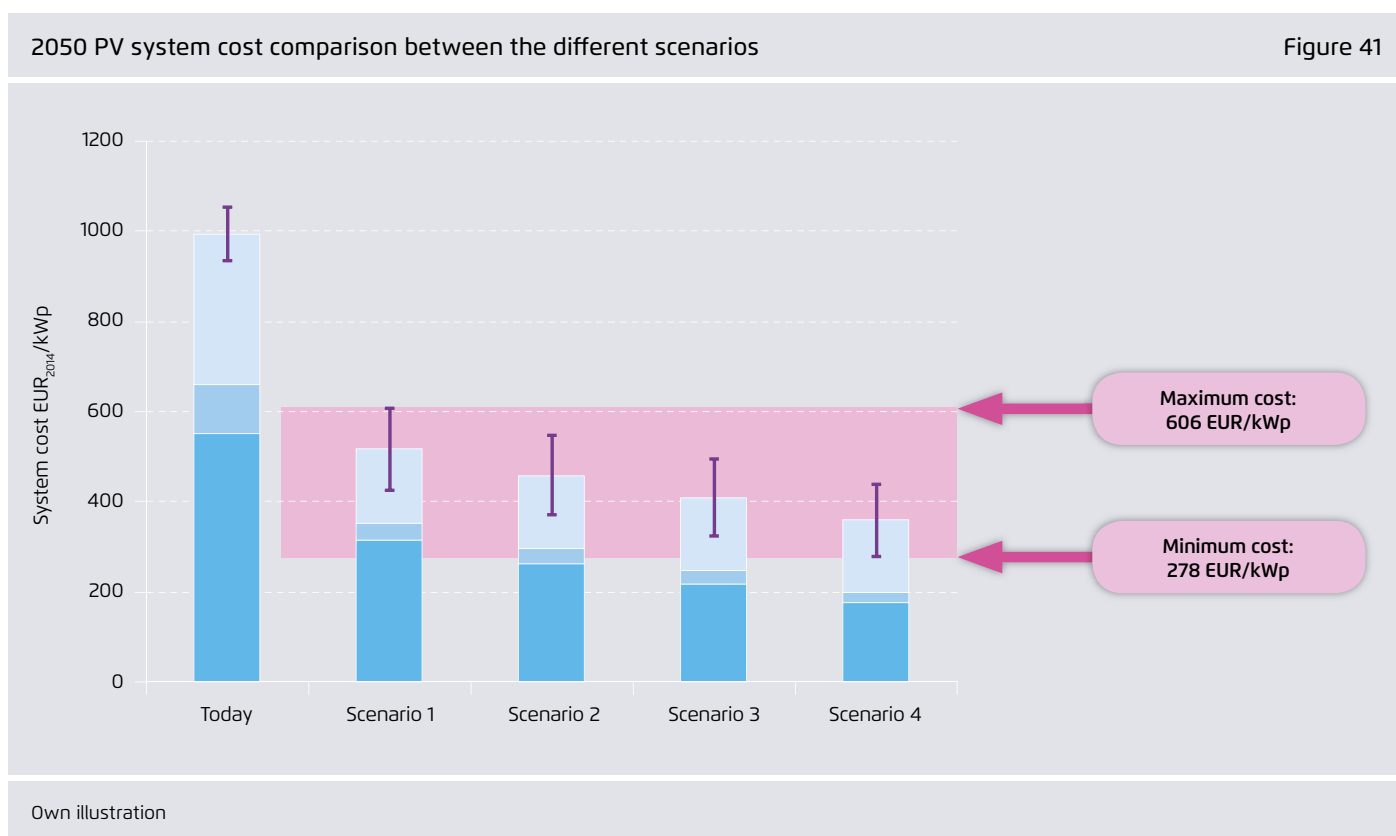 2050 PV system cost comparison between the different scenarios
Figure 41
System cost EUR2014/kWp
1200
1000
800
600
400
200
0
Today
Scenario 1
Scenario 2
Scenario 3
Scenario 4
Maximum cost:
606 EUR/kWp
Minimum cost:
278 EUR/kWp
Own illustration